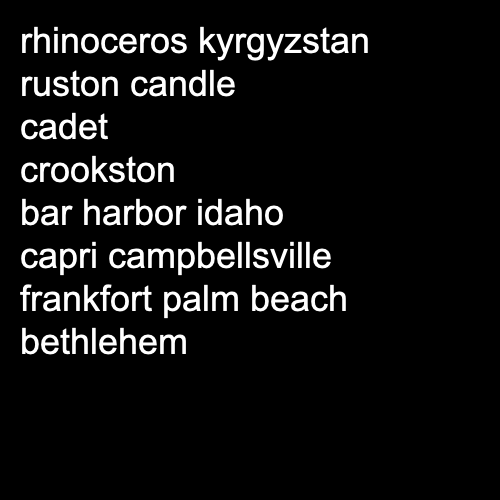 rhinoceros kyrgyzstan
ruston candle
cadet
crookston
bar harbor idaho
capri campbellsville
frankfort palm beach
bethlehem